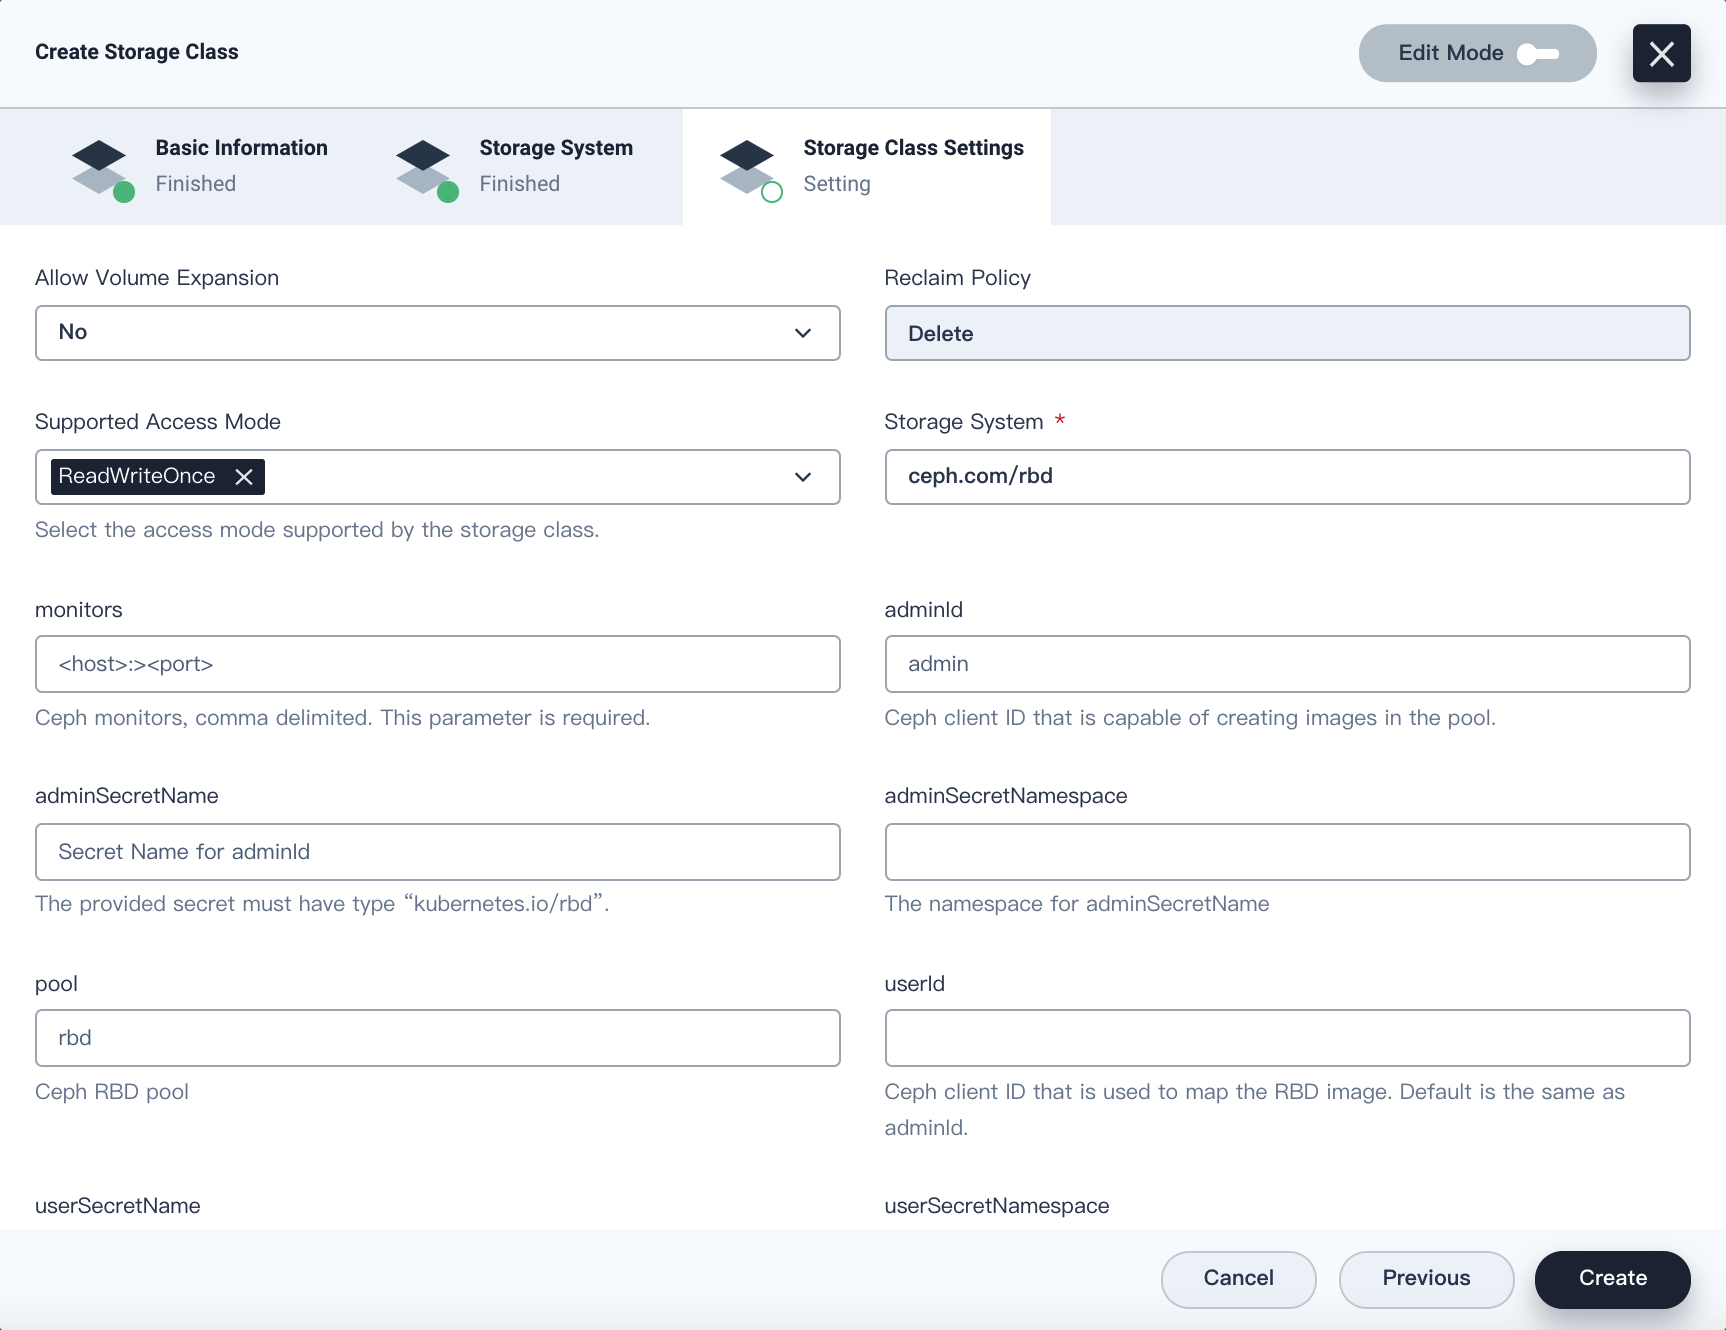 Create Storage Class
Edit Mode
Basic Information
Finished
Storage System
Finished
Storage Class Settings
Setting
Allow Volume Expansion
No
Reclaim Policy
Delete
Supported Access Mode
ReadWriteOnce
Select the access mode supported by the storage class.
Storage System *
ceph.com/rbd
monitors
<host>:><port>
Ceph monitors, comma delimited. This parameter is required.
adminId
admin
Ceph client ID that is capable of creating images in the pool.
adminSecretName
Secret Name for adminId
The provided secret must have type “kubernetes.io/rbd”.
adminSecretNamespace
The namespace for adminSecretName
pool
rbd
Ceph RBD pool
userId
Ceph client ID that is used to map the RBD image. Default is the same as
adminId.
userSecretName
userSecretNamespace
Cancel
Previous
Create